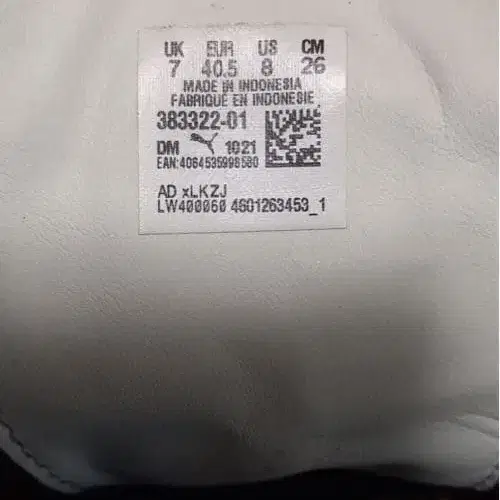 UK EUR US CM
7 40.5 8 26
MADE IN INDONESIA
FABRIQUE EN INDONESIE
383322-01
DM 1021
EAN:4064535998580
AD xLKZJ
LW400060 4601263453_1